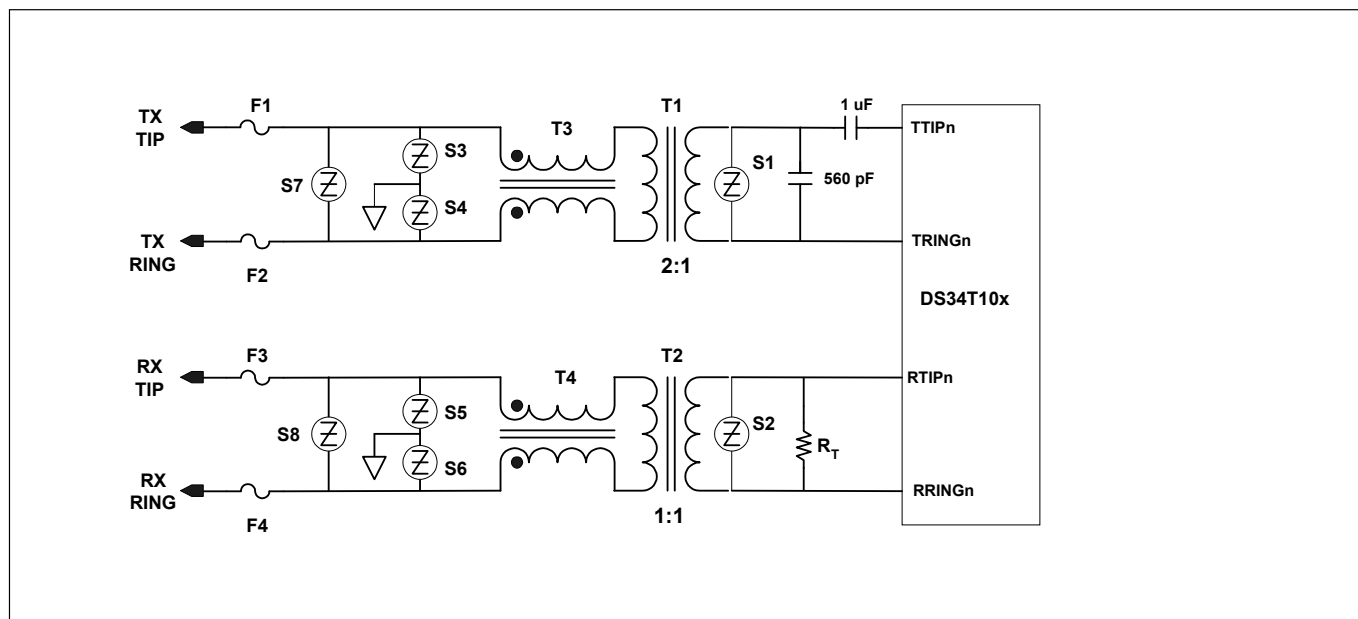 TX
TIP
F1
S7
S3
S4
T3
T1
S1
1 uF
560 pF
TTIPn
TX
RING
F2
2:1
TRINGn
DS34T10x
RX
TIP
F3
S8
S5
S6
T4
T2
S2
RT
RTIPn
RX
RING
F4
1:1
RRINGn